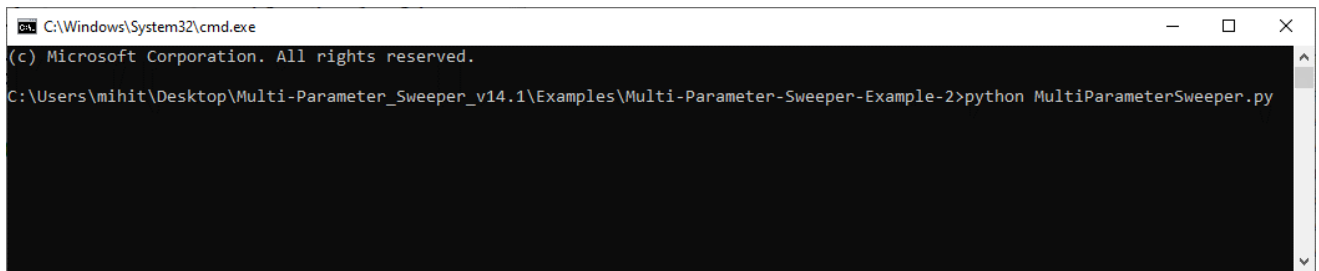 C:\Windows\System32\cmd.exe
(c) Microsoft Corporation. All rights reserved.
C:\Users\mihit\Desktop\Multi-Parameter_Sweeper_v14.1\Examples\Multi-Parameter-Sweeper-Example-2>python MultiParameterSweeper.py